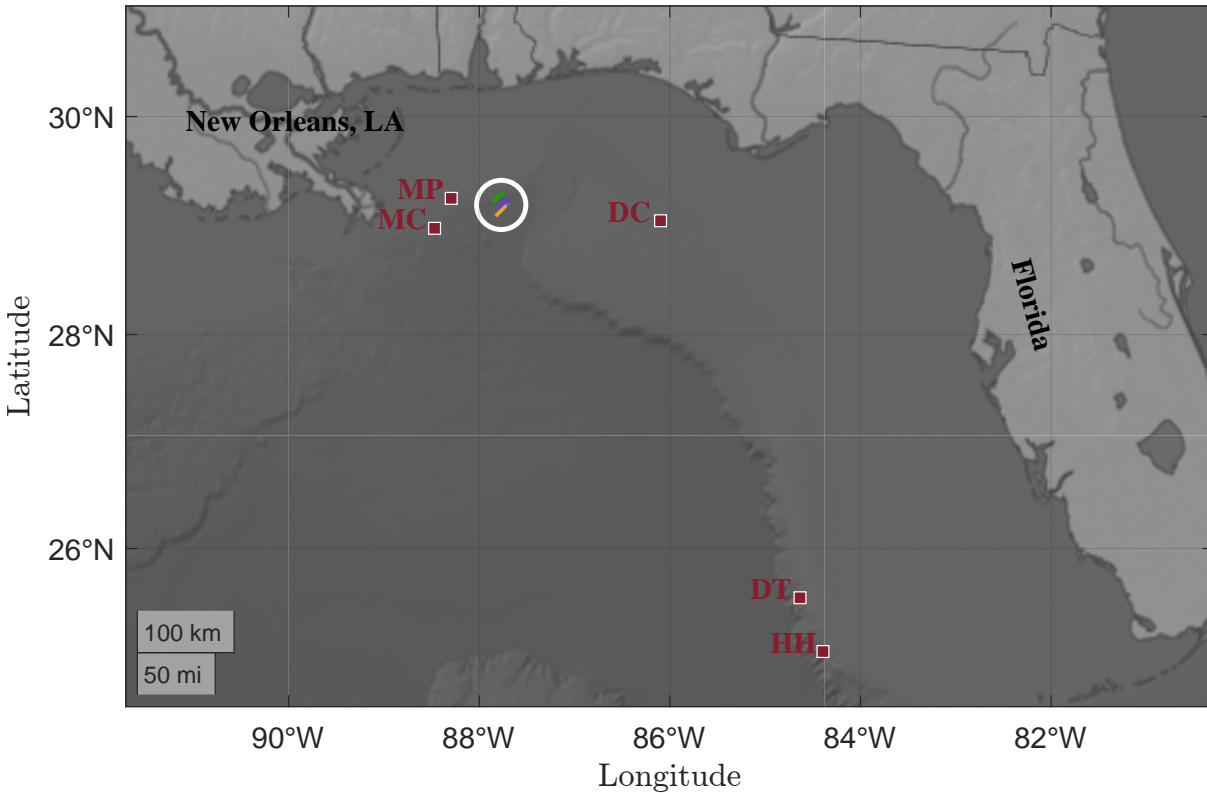 30°N
New Orleans, LA
MP
MC
DC
Florida
28°N
Latitude
26°N
DT
HH
100 km
50 mi
90°W
88°W
86°W
84°W
82°W
Longitude